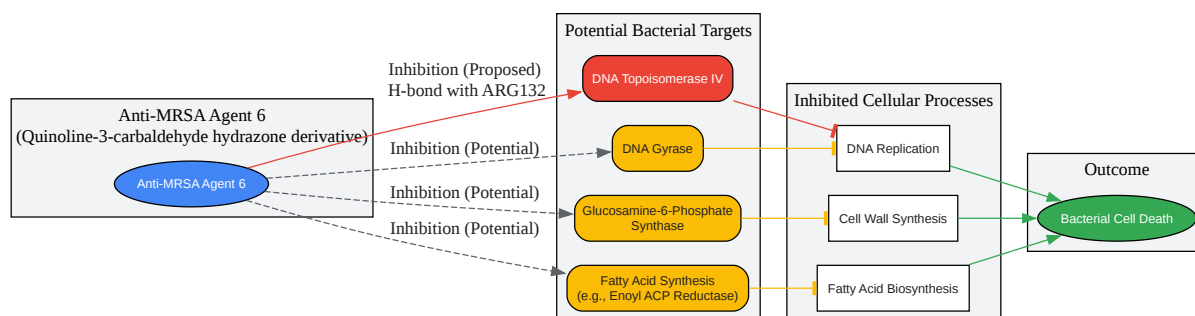 Anti-MRSA Agent 6
(Quinoline-3-carbaldehyde hydrazone derivative)
Anti-MRSA Agent 6
Inhibition (Proposed)
H-bond with ARG132
Inhibition (Potential)
Inhibition (Potential)
Inhibition (Potential)
Potential Bacterial Targets
DNA Topoisomerase IV
DNA Gyrase
Glucosamine-6-Phosphate
Synthase
Fatty Acid Synthesis
(e.g., Enoyl ACP Reductase)
Inhibited Cellular Processes
DNA Replication
Cell Wall Synthesis
Fatty Acid Biosynthesis
Outcome
Bacterial Cell Death